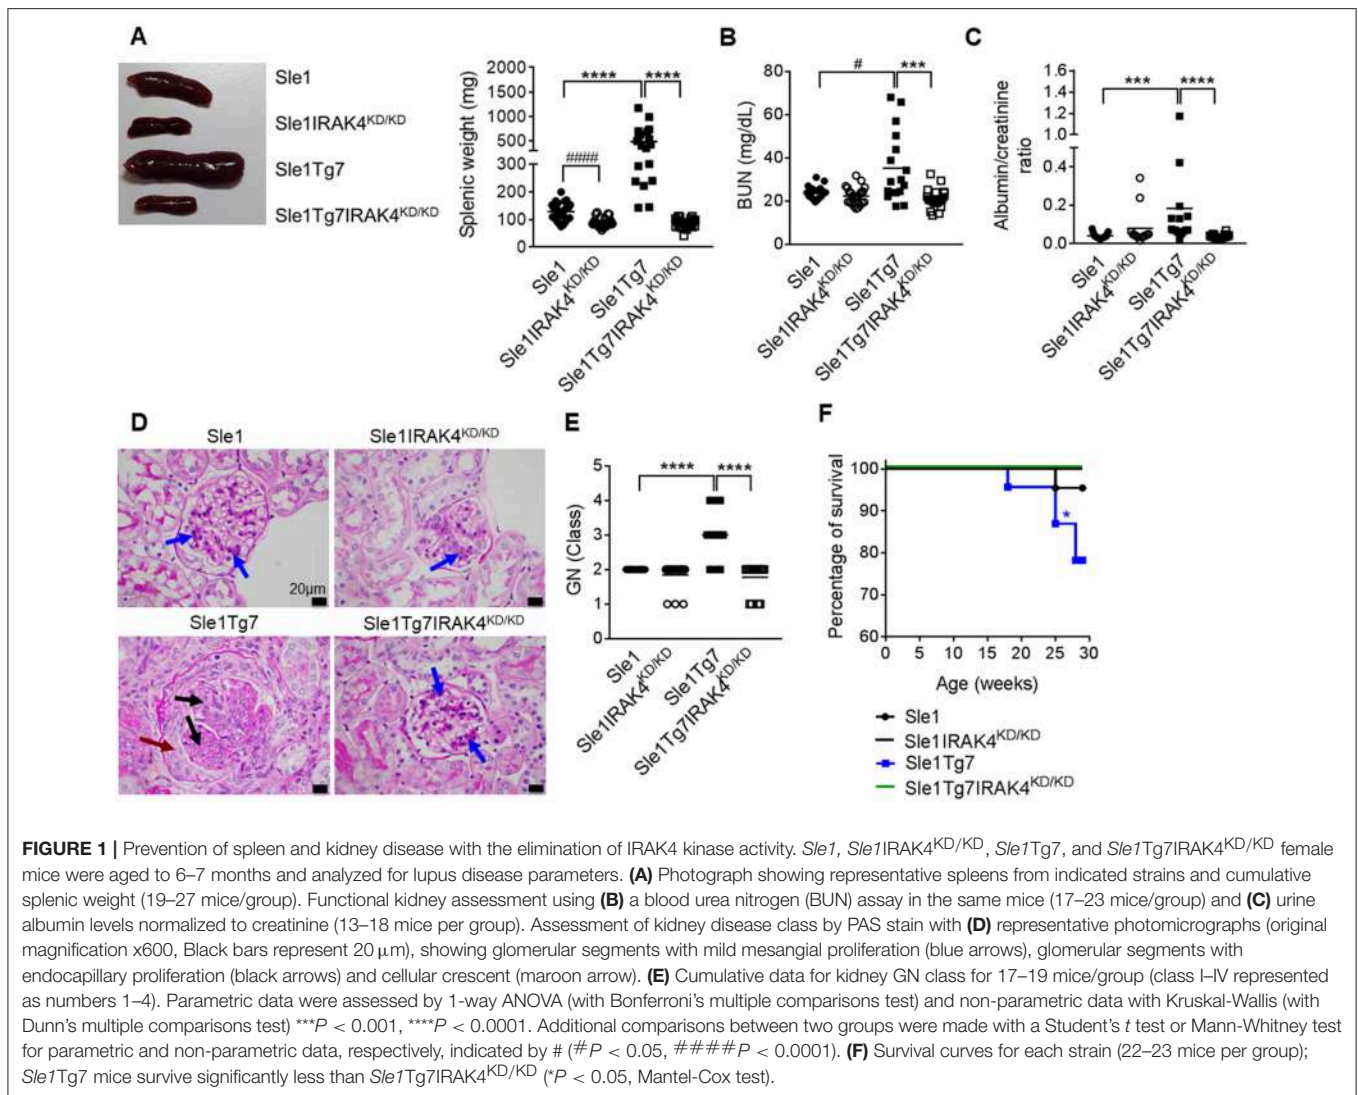 A
Sle1
Sle1IRAK4KD/KD
Sle1Tg7
Sle1Tg7IRAK4KD/KD
Splenic weight (mg)
2000
1500
1000
500
300
200
100
0
****
****
####
Sle1
Sle1IRAK4KD/KD
Sle1Tg7
Sle1Tg7IRAK4KD/KD
B
BUN (mg/dL)
80
60
40
20
0
#
***
Sle1
Sle1IRAK4KD/KD
Sle1Tg7
Sle1Tg7IRAK4KD/KD
C
Albumin/creatinine
ratio
1.6
1.4
1.2
1.0
0.4
0.2
0.0
***
****
Sle1
Sle1IRAK4KD/KD
Sle1Tg7
Sle1Tg7IRAK4KD/KD
D
Sle1
Sle1IRAK4KD/KD
20µm
Sle1Tg7
Sle1Tg7IRAK4KD/KD
E
GN (Class)
5
4
3
2
1
0
****
****
Sle1
Sle1IRAK4KD/KD
Sle1Tg7
Sle1Tg7IRAK4KD/KD
F
Percentage of survival
100
90
80
70
60
*
0 5 10 15 20 25 30
Age (weeks)
Sle1
Sle1IRAK4KD/KD
Sle1Tg7
Sle1Tg7IRAK4KD/KD
FIGURE 1 | Prevention of spleen and kidney disease with the elimination of IRAK4 kinase activity. Sle1, Sle1IRAK4KD/KD, Sle1Tg7, and Sle1Tg7IRAK4KD/KD female
mice were aged to 6–7 months and analyzed for lupus disease parameters. (A) Photograph showing representative spleens from indicated strains and cumulative
splenic weight (19–27 mice/group). Functional kidney assessment using (B) a blood urea nitrogen (BUN) assay in the same mice (17–23 mice/group) and (C) urine
albumin levels normalized to creatinine (13–18 mice per group). Assessment of kidney disease class by PAS stain with (D) representative photomicrographs (original
magnification x600, Black bars represent 20 µm), showing glomerular segments with mild mesangial proliferation (blue arrows), glomerular segments with
endocapillary proliferation (black arrows) and cellular crescent (maroon arrow). (E) Cumulative data for kidney GN class for 17–19 mice/group (class I–IV represented
as numbers 1–4). Parametric data were assessed by 1-way ANOVA (with Bonferroni's multiple comparisons test) and non-parametric data with Kruskal-Wallis (with
Dunn's multiple comparisons test) ***P < 0.001, ****P < 0.0001. Additional comparisons between two groups were made with a Student's t test or Mann-Whitney test
for parametric and non-parametric data, respectively, indicated by # (#P < 0.05, ####P < 0.0001). (F) Survival curves for each strain (22–23 mice per group);
Sle1Tg7 mice survive significantly less than Sle1Tg7IRAK4KD/KD (*P < 0.05, Mantel-Cox test).